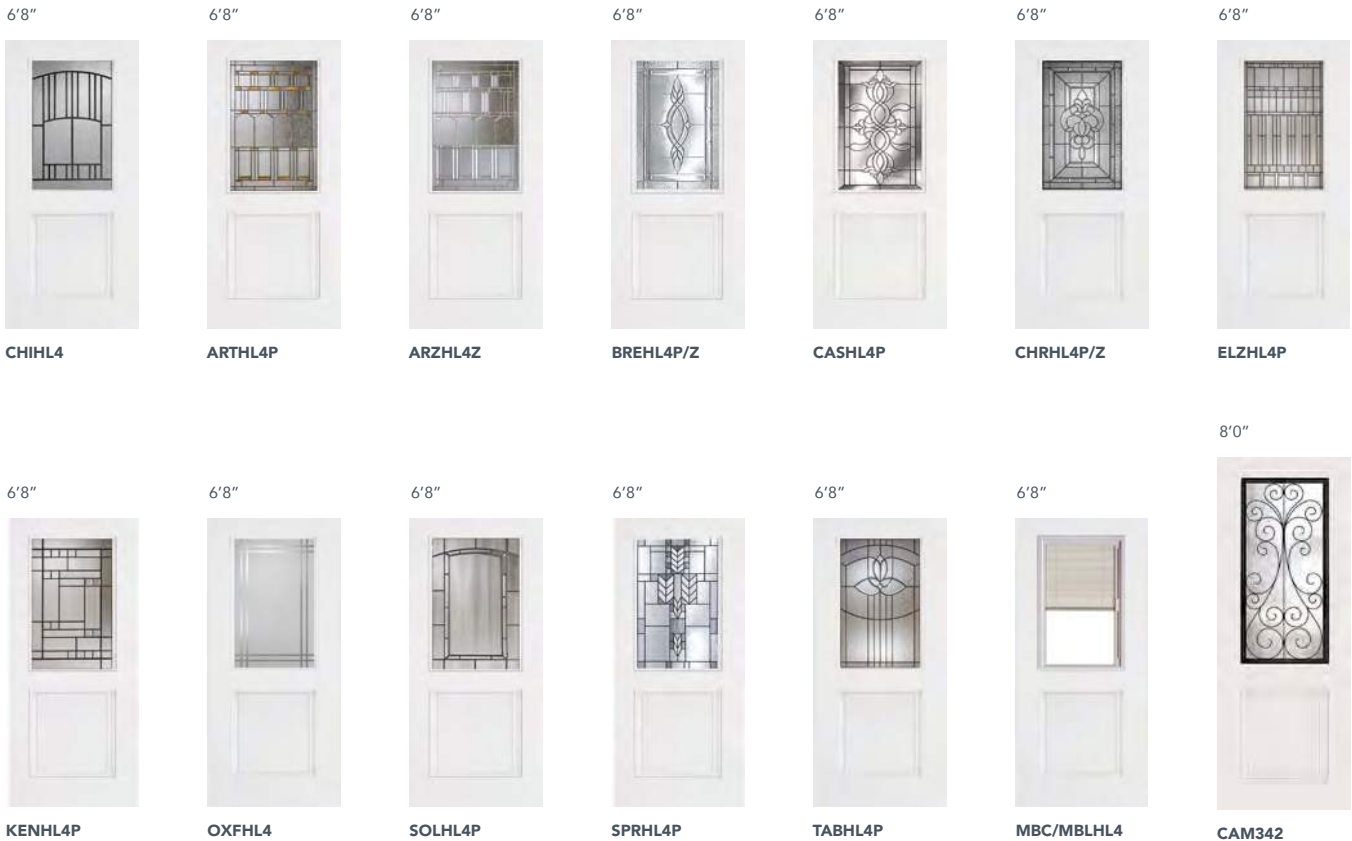 6'8"
6'8"
6'8"
6'8"
6'8"
6'8"
6'8"
CHIHL4
ARTHL4P
ARZHL4Z
BREHL4P/Z
CASHL4P
CHRHL4P/Z
ELZHL4P
8'0"
6'8"
6'8"
6'8"
6'8"
6'8"
6'8"
KENHL4P
OXFHL4
SOLHL4P
SPRHL4P
TABHL4P
MBC/MBLHL4
CAM342